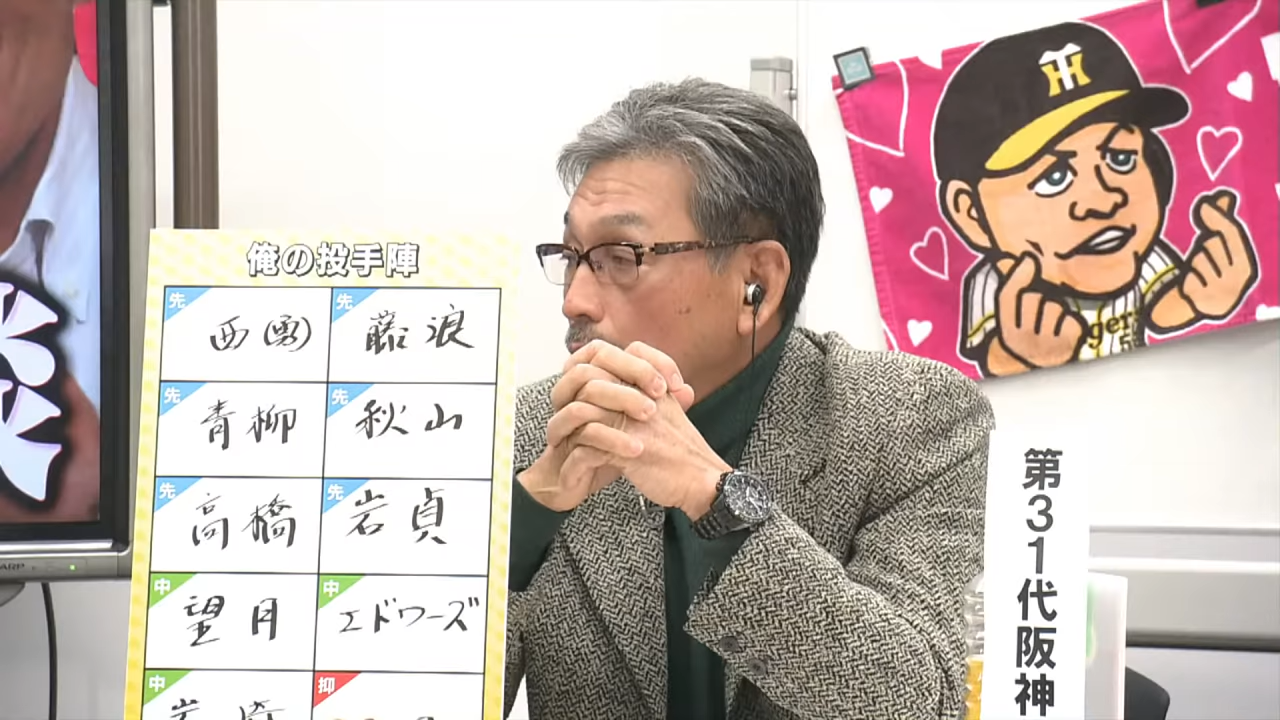 俺の投手陣
先 西勇 先 藤浪
先 青柳 先 秋山
先 高橋 先 岩貞
中 望月 中 エドワーズ
中 岩崎 抑
第31代阪神